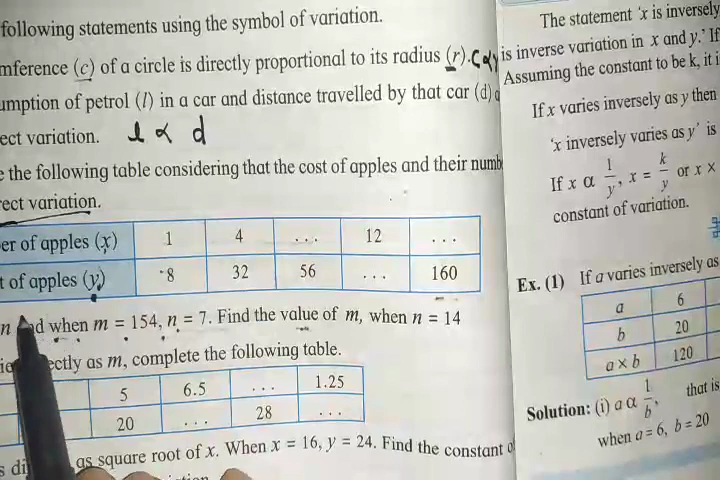 following statements using the symbol of variation.
mference (c) of a circle is directly proportional to its radius (r). c α γ
umption of petrol (l) in a car and distance travelled by that car (d)
ect variation. l α d
e the following table considering that the cost of apples and their numb
rect variation.
er of apples (x) 1 4 ... 12 ...
t of apples (y) 8 32 56 ... 160
n when m = 154, n = 7. Find the value of m, when n = 14
ectly as m, complete the following table.
5 6.5 ... 1.25
20 ... 28 ...
s di as square root of x. When x = 16, y = 24. Find the constant o
The statement 'x is inversely
is inverse variation in x and y.' If
Assuming the constant to be k, it i
If x varies inversely as y then
'x inversely varies as y' is
If x α 1/y, x = k/y or x ×
constant of variation.
Ex. (1) If a varies inversely as
a 6
b 20
a × b 120
Solution: (i) a α 1/b, that is
when a = 6, b = 20